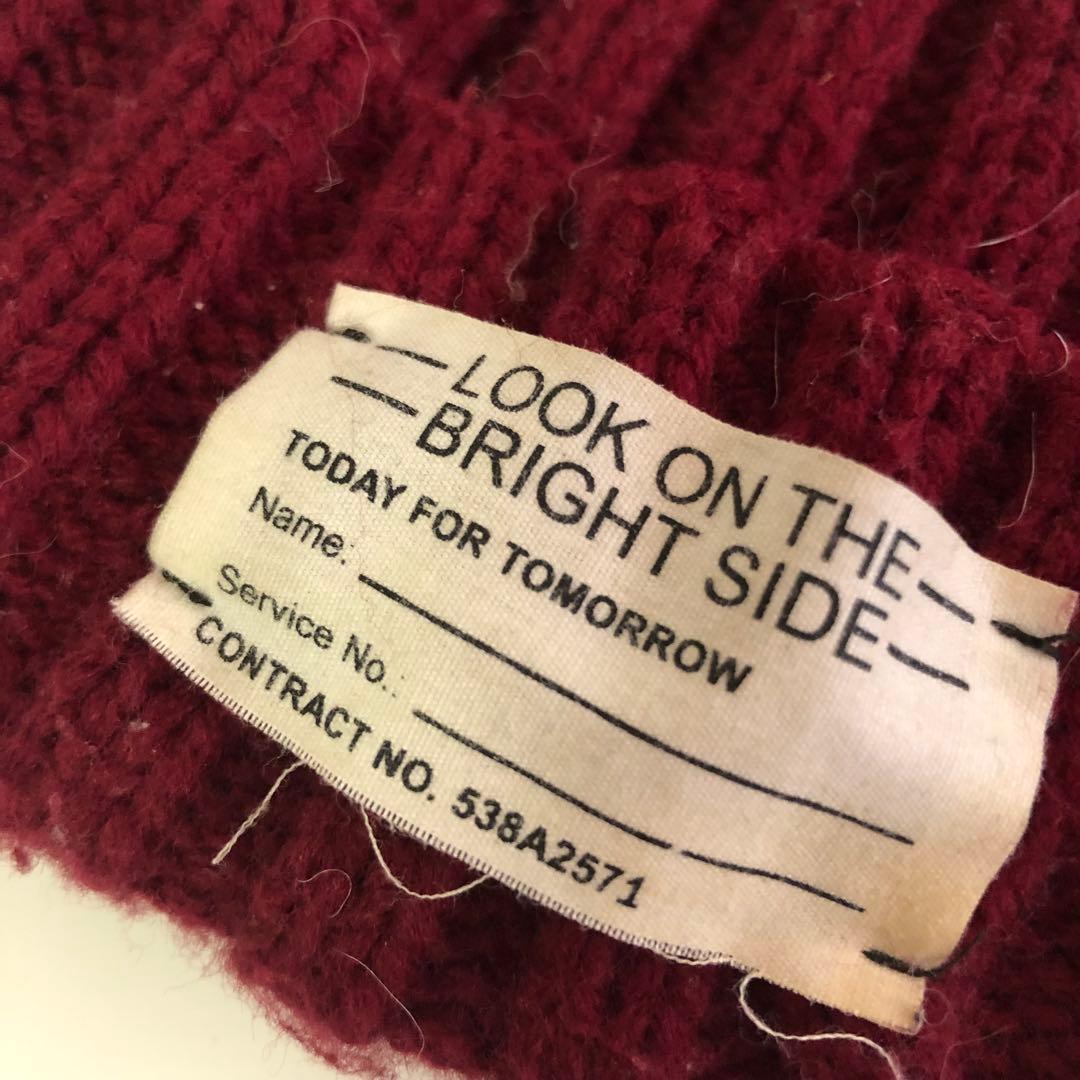 LOOK ON THE
BRIGHT SIDE
TODAY FOR TOMORROW
Name:
Service No.:
CONTRACT NO. 538A2571